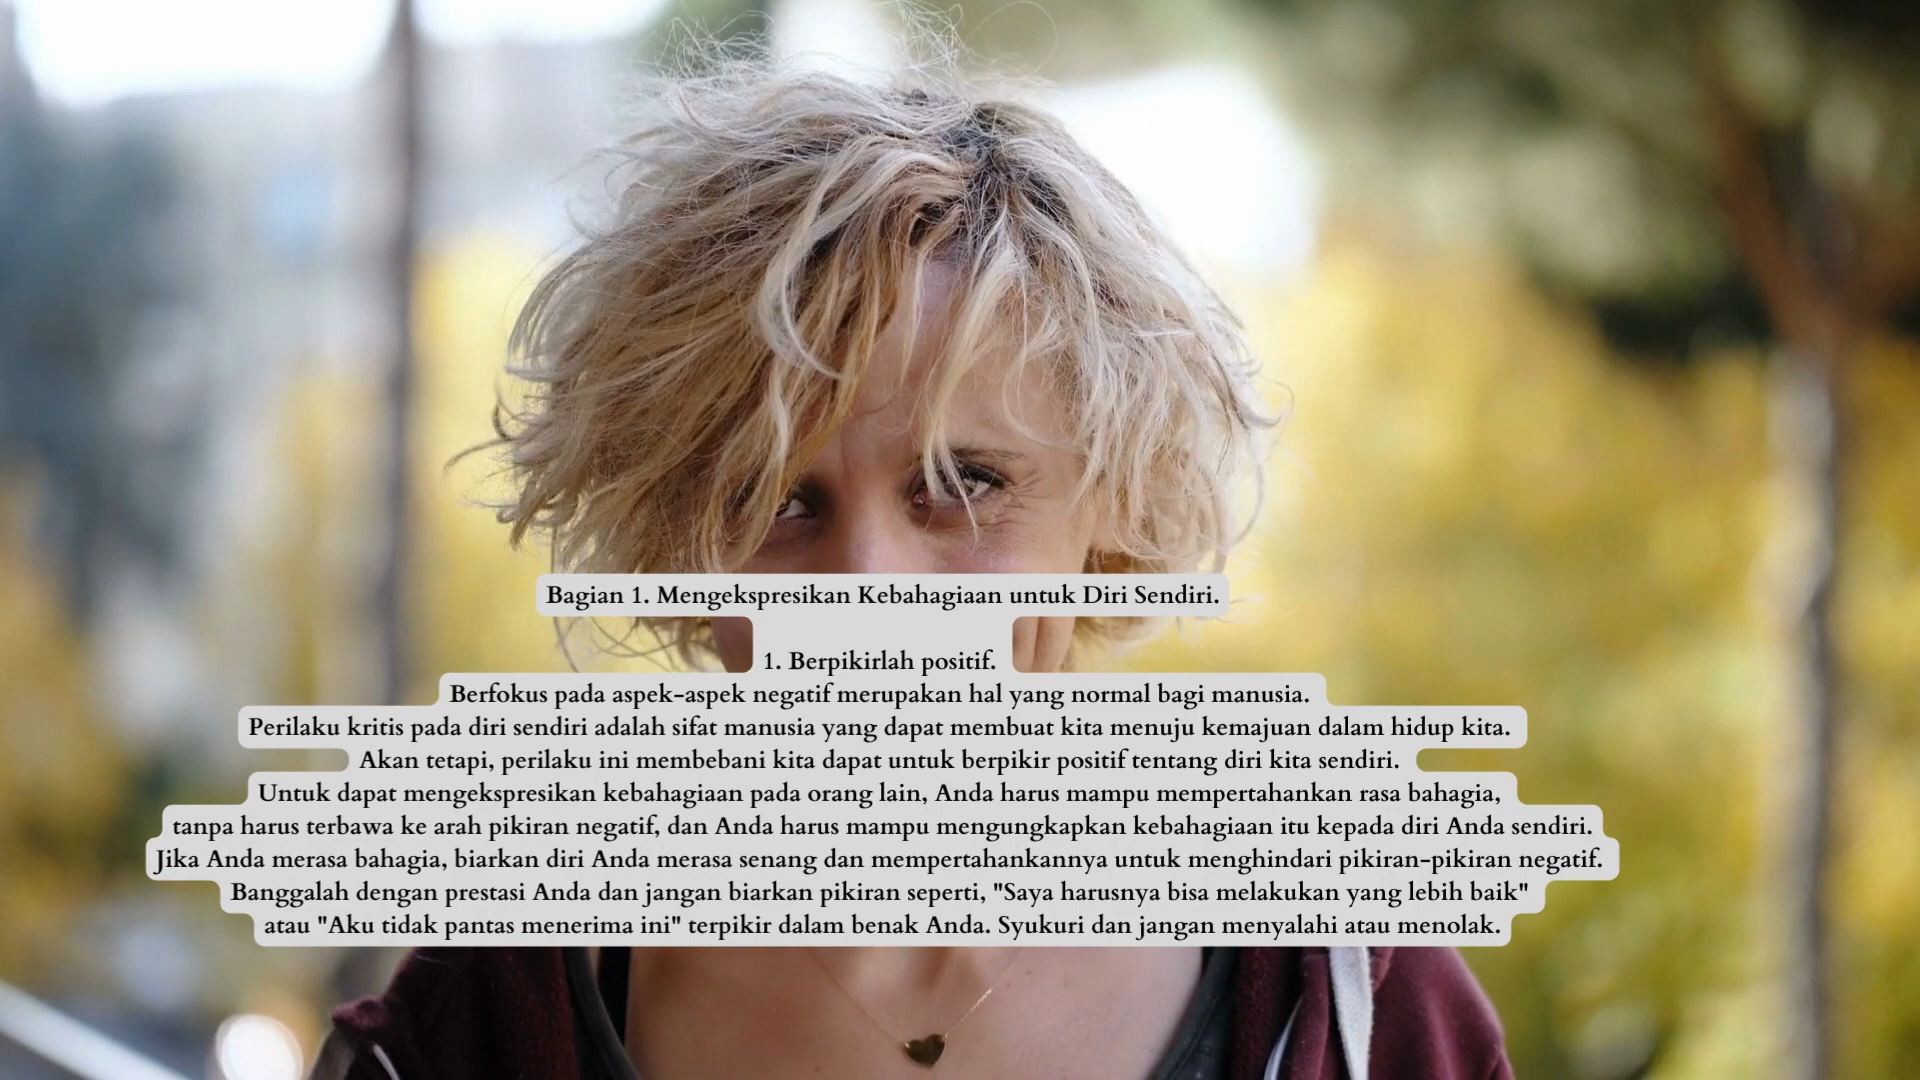 Bagian 1. Mengekspresikan Kebahagiaan untuk Diri Sendiri.
1. Berpikirlah positif.
Berfokus pada aspek-aspek negatif merupakan hal yang normal bagi manusia.
Perilaku kritis pada diri sendiri adalah sifat manusia yang dapat membuat kita menuju kemajuan dalam hidup kita.
Akan tetapi, perilaku ini membebani kita dapat untuk berpikir positif tentang diri kita sendiri.
Untuk dapat mengekspresikan kebahagiaan pada orang lain, Anda harus mampu mempertahankan rasa bahagia,
tanpa harus terbawa ke arah pikiran negatif, dan Anda harus mampu mengungkapkan kebahagiaan itu kepada diri Anda sendiri.
Jika Anda merasa bahagia, biarkan diri Anda merasa senang dan mempertahankannya untuk menghindari pikiran-pikiran negatif.
Banggalah dengan prestasi Anda dan jangan biarkan pikiran seperti, "Saya harusnya bisa melakukan yang lebih baik"
atau "Aku tidak pantas menerima ini" terpikir dalam benak Anda. Syukuri dan jangan menyalahi atau menolak.